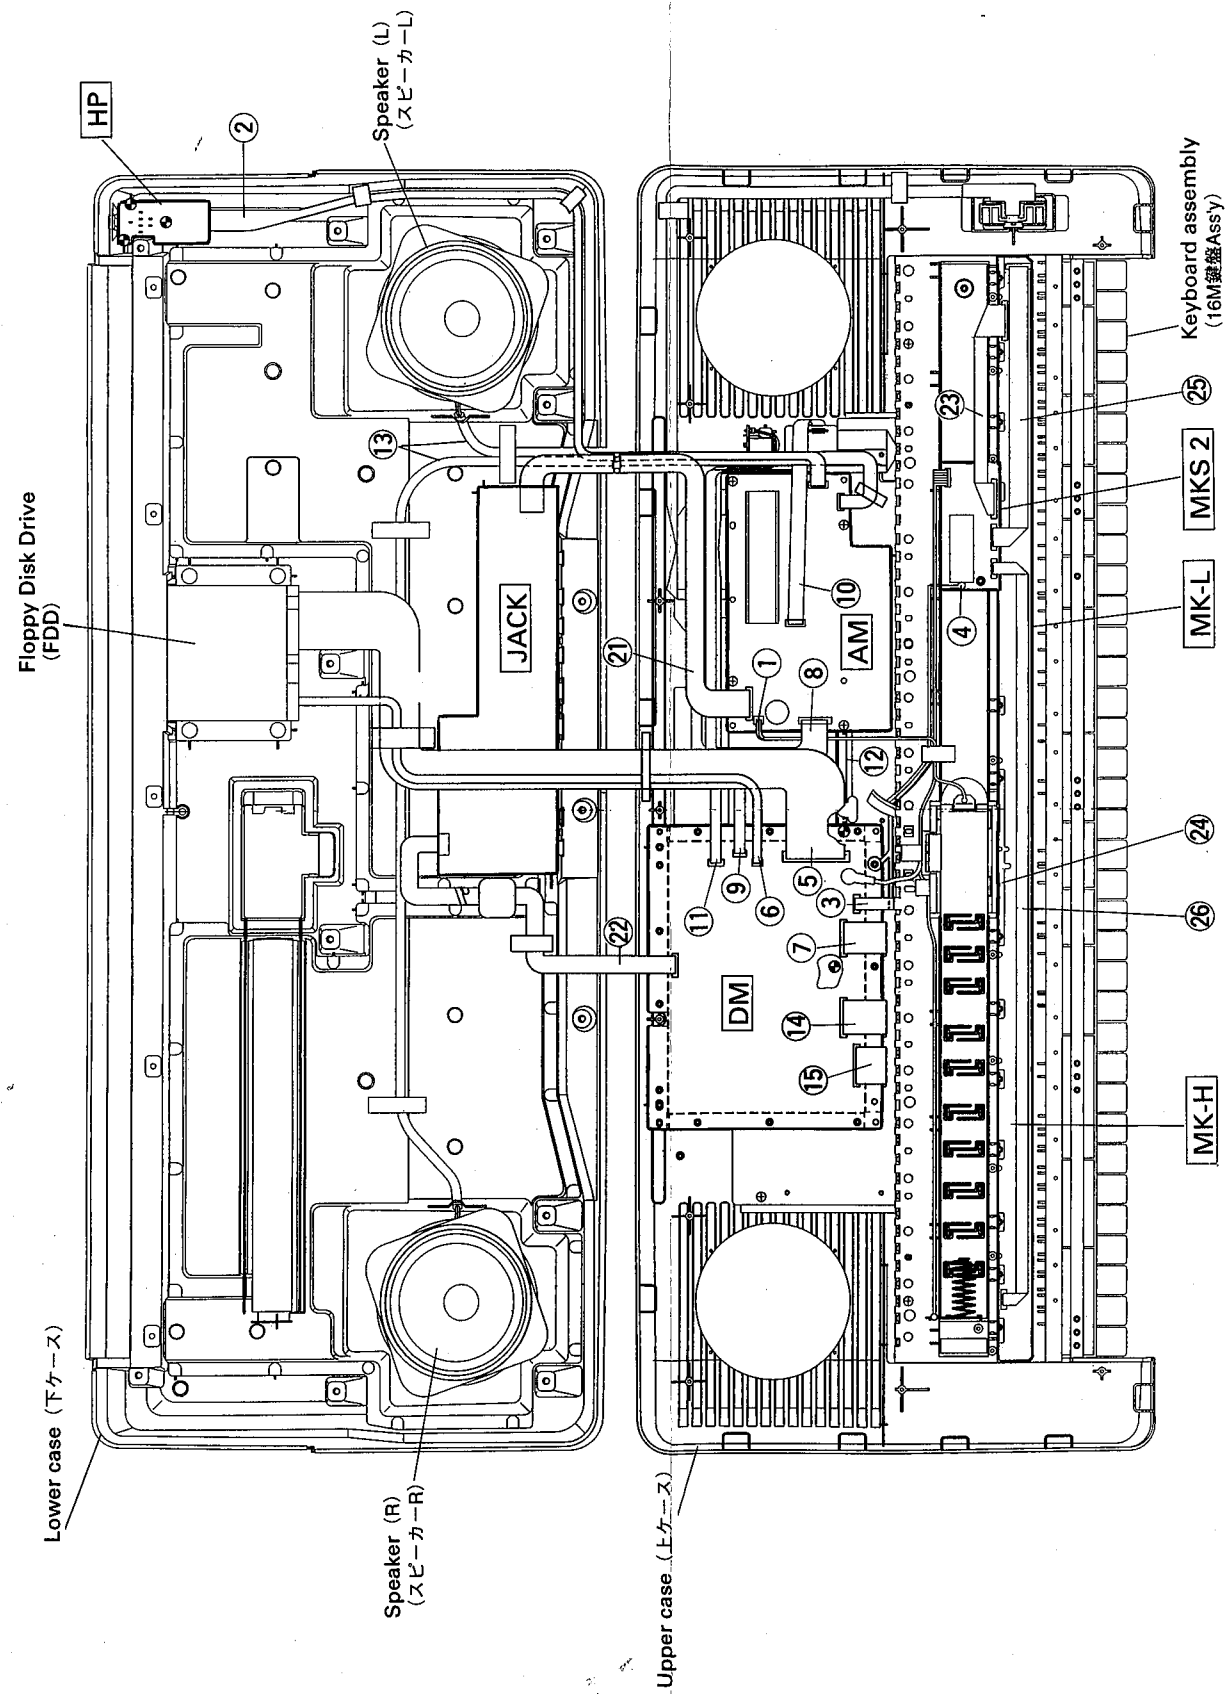 Lower case (下ケース)
Floppy Disk Drive
(FDD)
HP
②
Speaker (L)
(スピーカーL)
⑬
JACK
Speaker (R)
(スピーカーR)
㉒
㉑
Upper case (上ケース)
⑪
⑨
⑥
⑤
③
⑦
⑭
⑮
DM
①
⑧
⑩
AM
⑫
④
㉓
MK-H
㉖
㉔
MK-L
MKS 2
㉕
Keyboard assembly
(16M鍵盤Ass'y)